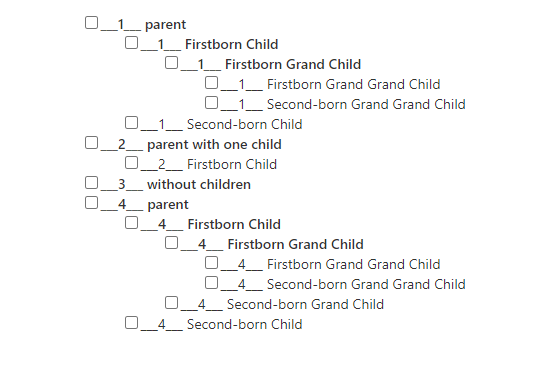 __1__ parent
__1__ Firstborn Child
__1__ Firstborn Grand Child
__1__ Firstborn Grand Grand Child
__1__ Second-born Grand Grand Child
__1__ Second-born Child
__2__ parent with one child
__2__ Firstborn Child
__3__ without children
__4__ parent
__4__ Firstborn Child
__4__ Firstborn Grand Child
__4__ Firstborn Grand Grand Child
__4__ Second-born Grand Grand Child
__4__ Second-born Grand Child
__4__ Second-born Child